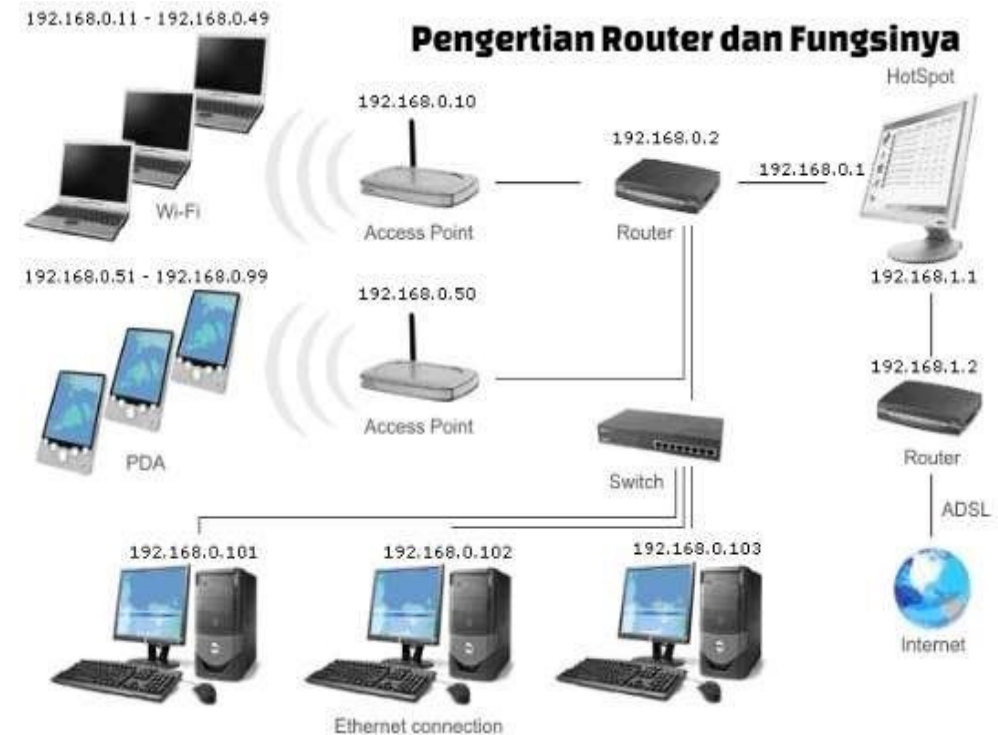 192.168.0.11 - 192.168.0.49
Pengertian Router dan Fungsinya
HotSpot
192.168.0.10
192.168.0.2
192.168.0.1
Wi-Fi
Access Point
Router
192.168.0.51 - 192.168.0.99
192.168.0.50
192.168.1.1
192.168.1.2
Access Point
PDA
Router
Switch
ADSL
192.168.0.101
192.168.0.102
192.168.0.103
Internet
Ethernet connection